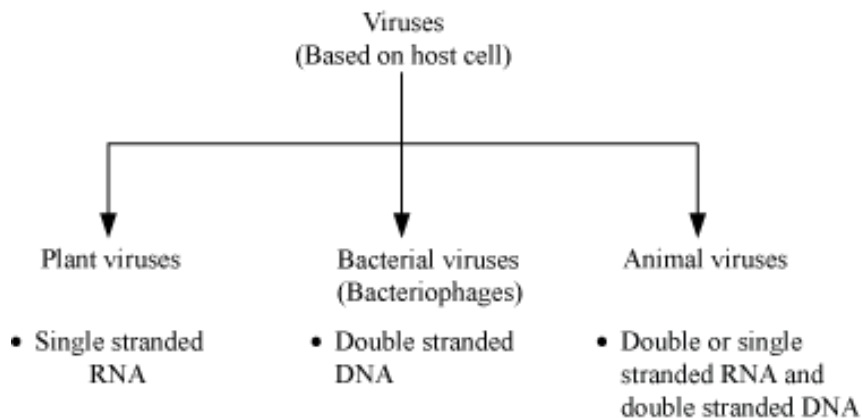 Viruses
(Based on host cell)
Plant viruses
Bacterial viruses
(Bacteriophages)
Animal viruses
• Single stranded
RNA
• Double stranded
DNA
• Double or single
stranded RNA and
double stranded DNA